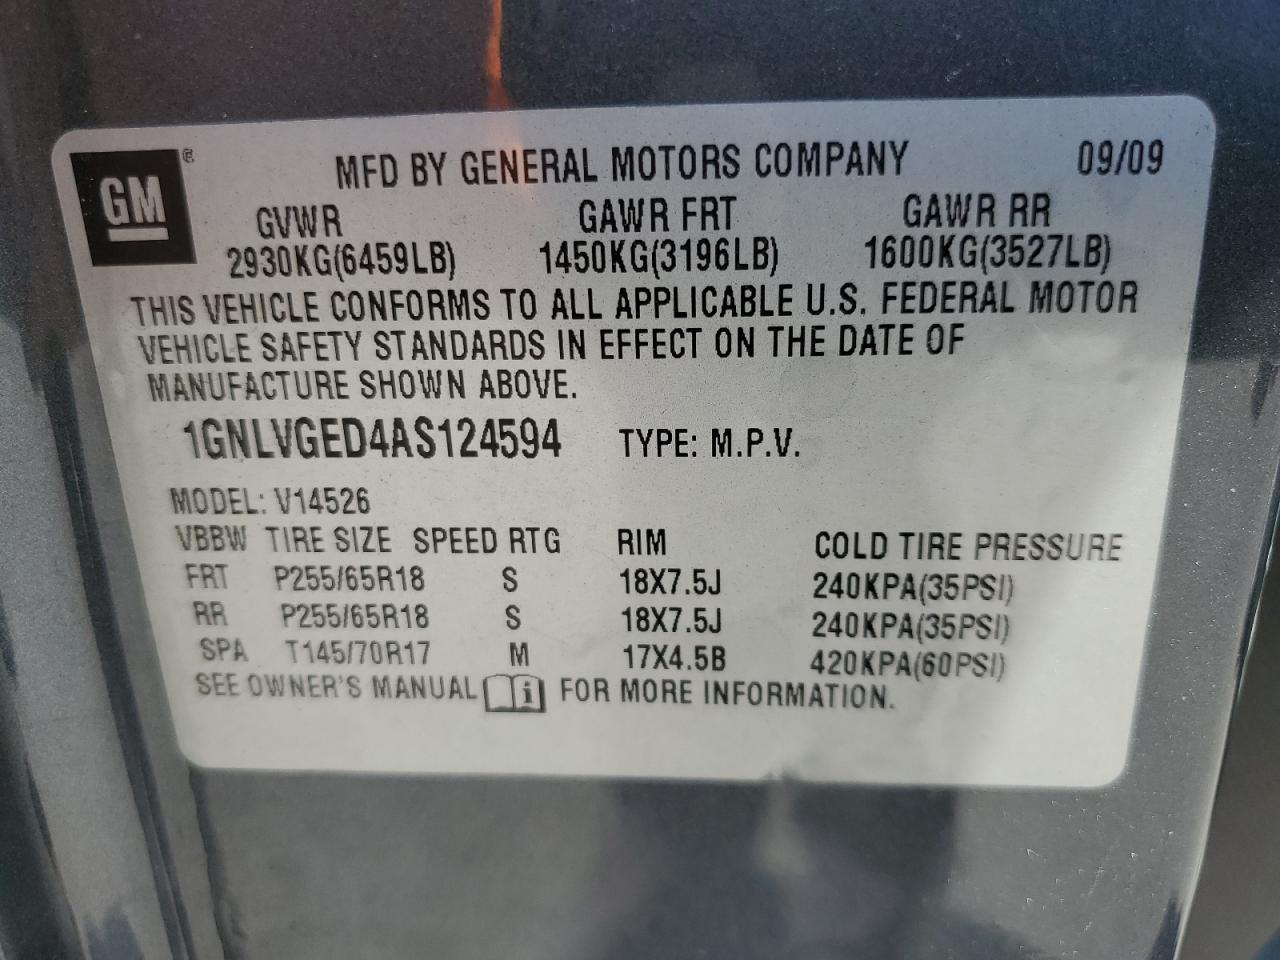 GM®
MFD BY GENERAL MOTORS COMPANY 09/09
GVWR GAWR FRT GAWR RR
2930KG(6459LB) 1450KG(3196LB) 1600KG(3527LB)
THIS VEHICLE CONFORMS TO ALL APPLICABLE U.S. FEDERAL MOTOR
VEHICLE SAFETY STANDARDS IN EFFECT ON THE DATE OF
MANUFACTURE SHOWN ABOVE.
1GNLVGED4AS124594 TYPE: M.P.V.
MODEL: V14526
VBBW TIRE SIZE SPEED RTG RIM COLD TIRE PRESSURE
FRT P255/65R18 S 18X7.5J 240KPA(35PSI)
RR P255/65R18 S 18X7.5J 240KPA(35PSI)
SPA T145/70R17 M 17X4.5B 420KPA(60PSI)
SEE OWNER'S MANUAL i FOR MORE INFORMATION.